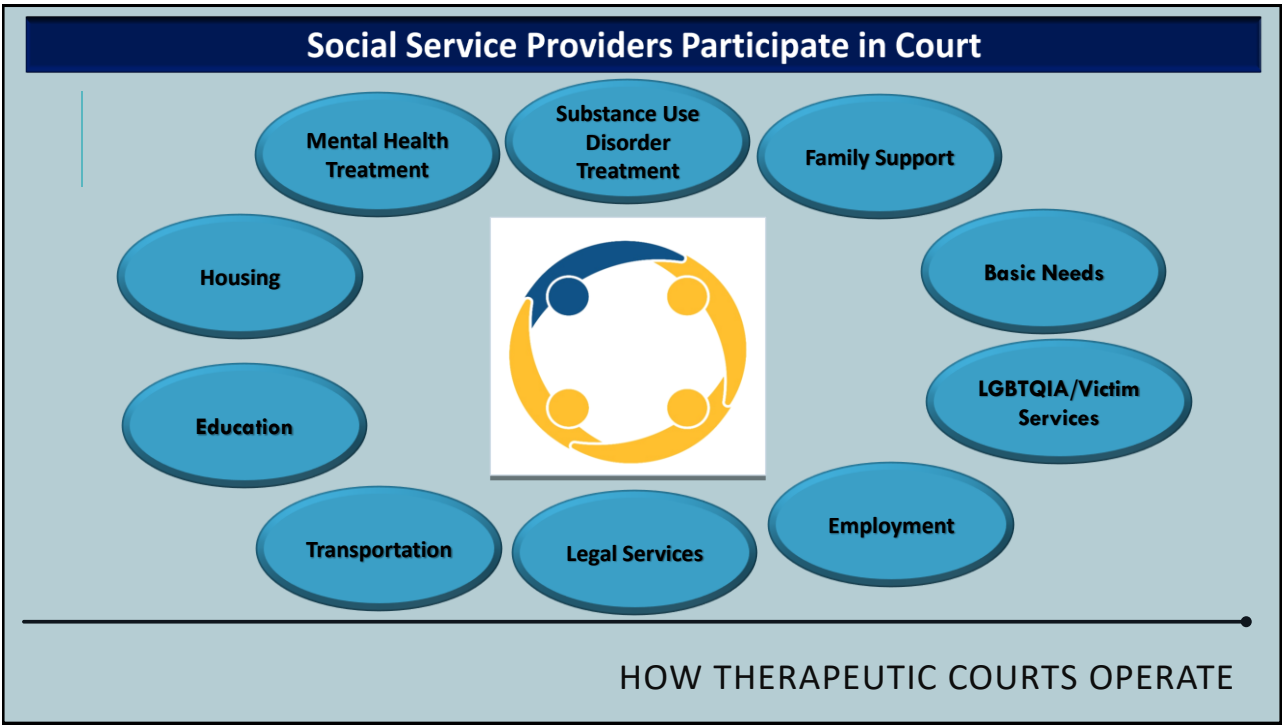 Social Service Providers Participate in Court
Mental Health
Treatment
Substance Use
Disorder
Treatment
Family Support
Housing
Basic Needs
Education
LGBTQIA/Victim
Services
Transportation
Legal Services
Employment
HOW THERAPEUTIC COURTS OPERATE